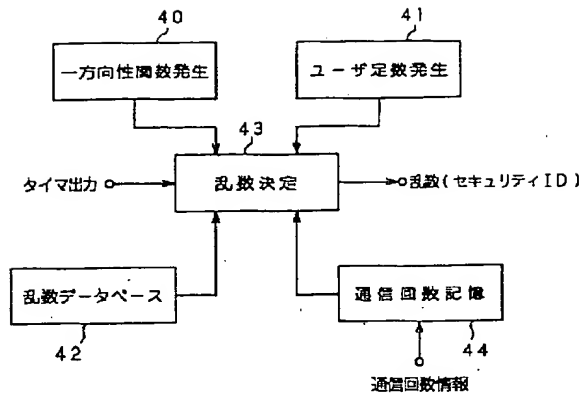 40
41
一方向性関数発生
ユーザ定数発生
43
タイマ出力
乱数決定
乱数(セキュリティID)
乱数データベース
通信回数記憶
42
44
通信回数情報